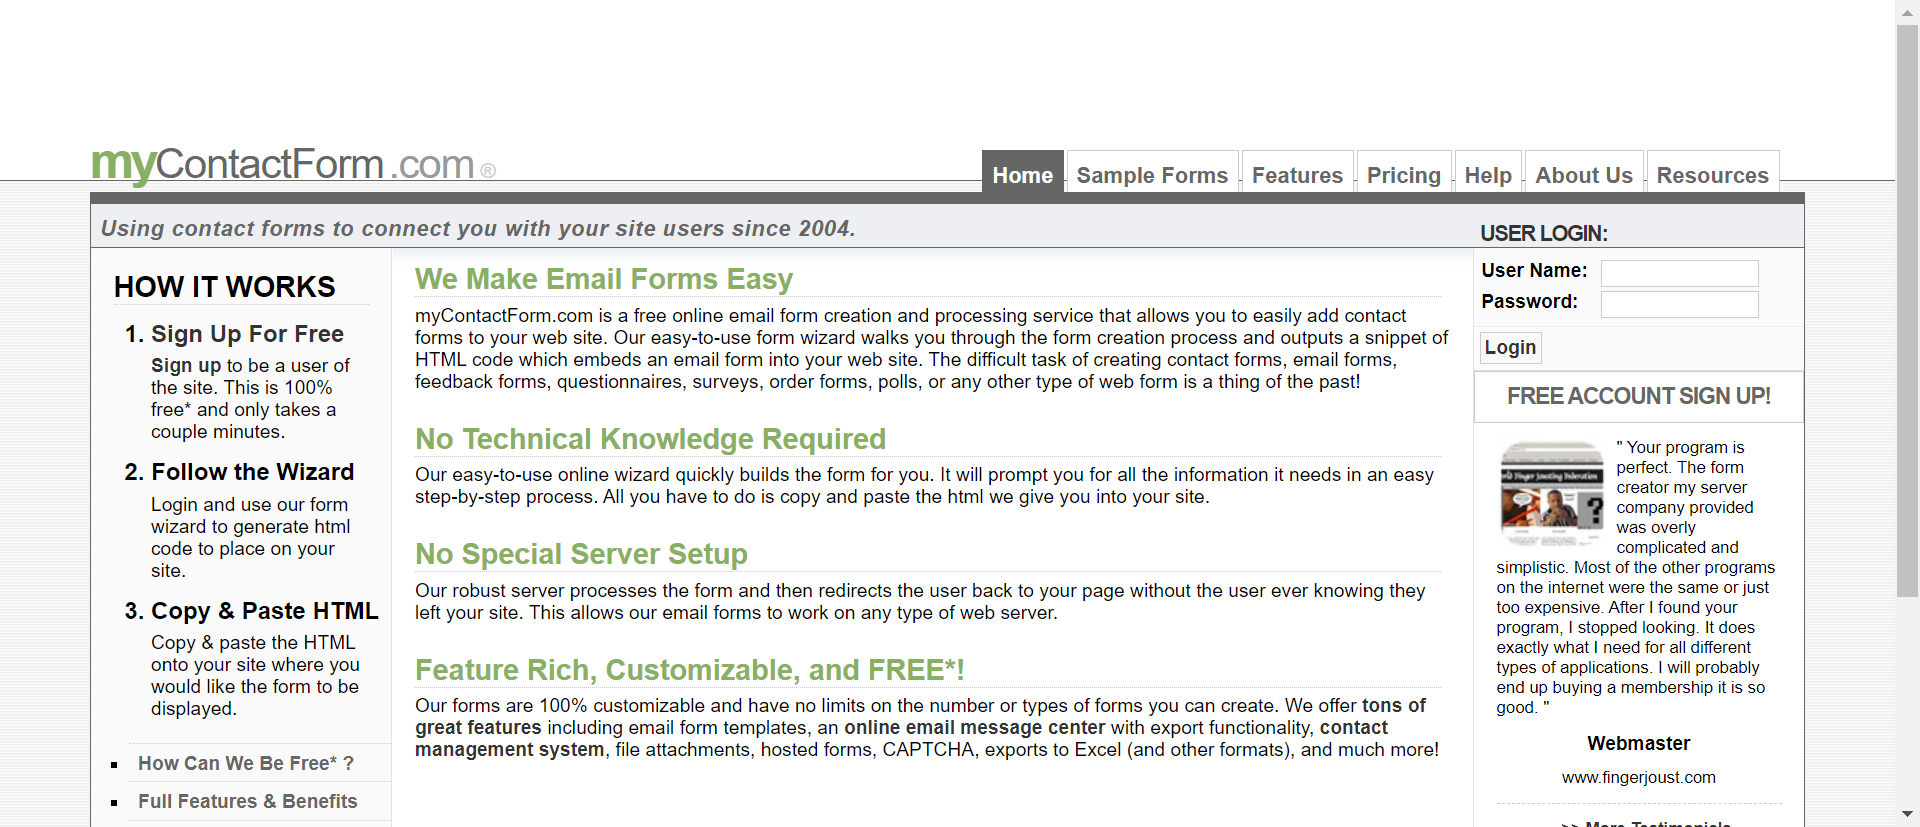 myContactForm.com ®
Home
Sample Forms
Features
Pricing
Help
About Us
Resources
Using contact forms to connect you with your site users since 2004.
USER LOGIN:
HOW IT WORKS
1. Sign Up For Free
Sign up to be a user of
the site. This is 100%
free* and only takes a
couple minutes.
2. Follow the Wizard
Login and use our form
wizard to generate html
code to place on your
site.
3. Copy & Paste HTML
Copy & paste the HTML
onto your site where you
would like the form to be
displayed.
How Can We Be Free* ?
Full Features & Benefits
We Make Email Forms Easy
myContactForm.com is a free online email form creation and processing service that allows you to easily add contact
forms to your web site. Our easy-to-use form wizard walks you through the form creation process and outputs a snippet of
HTML code which embeds an email form into your web site. The difficult task of creating contact forms, email forms,
feedback forms, questionnaires, surveys, order forms, polls, or any other type of web form is a thing of the past!
No Technical Knowledge Required
Our easy-to-use online wizard quickly builds the form for you. It will prompt you for all the information it needs in an easy
step-by-step process. All you have to do is copy and paste the html we give you into your site.
No Special Server Setup
Our robust server processes the form and then redirects the user back to your page without the user ever knowing they
left your site. This allows our email forms to work on any type of web server.
Feature Rich, Customizable, and FREE*!
Our forms are 100% customizable and have no limits on the number or types of forms you can create. We offer tons of
great features including email form templates, an online email message center with export functionality, contact
management system, file attachments, hosted forms, CAPTCHA, exports to Excel (and other formats), and much more!
User Name:
Password:
Login
FREE ACCOUNT SIGN UP!
" Your program is
perfect. The form
creator my server
company provided
was overly
complicated and
simplistic. Most of the other programs
on the internet were the same or just
too expensive. After I found your
program, I stopped looking. It does
exactly what I need for all different
types of applications. I will probably
end up buying a membership it is so
good. "
Webmaster
www.fingerjoust.com
>> More Testimonials